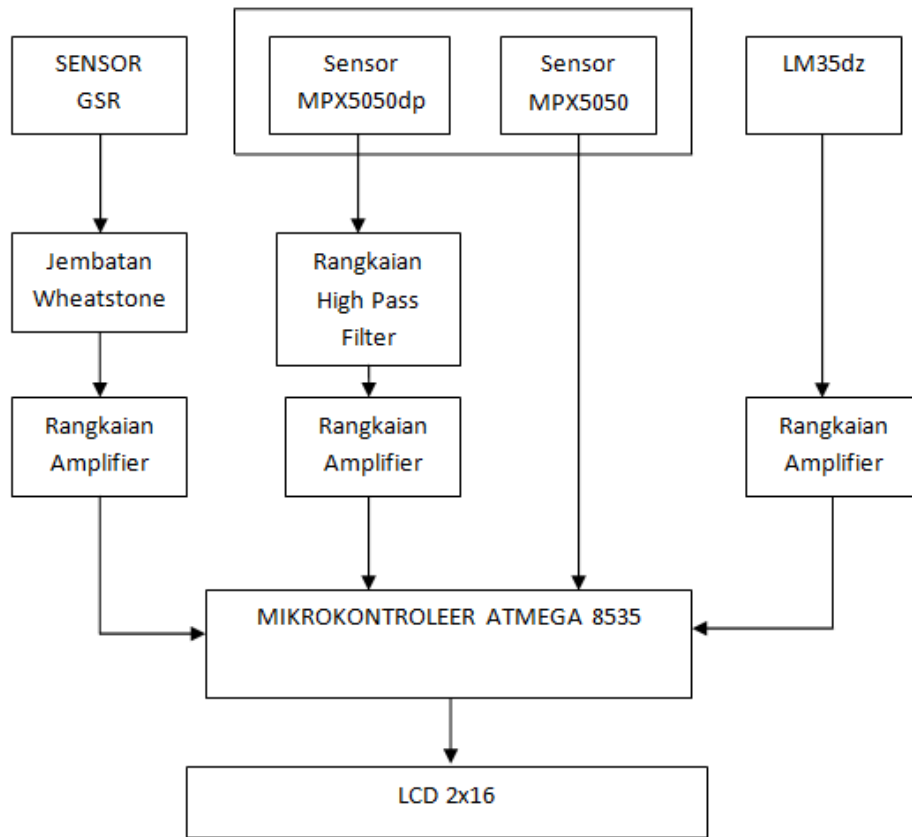 SENSOR
GSR
Sensor
MPX5050dp
Sensor
MPX5050
LM35dz
Jembatan
Wheatstone
Rangkaian
High Pass
Filter
Rangkaian
Amplifier
Rangkaian
Amplifier
Rangkaian
Amplifier
MIKROKONTROLEER ATMEGA 8535
LCD 2x16